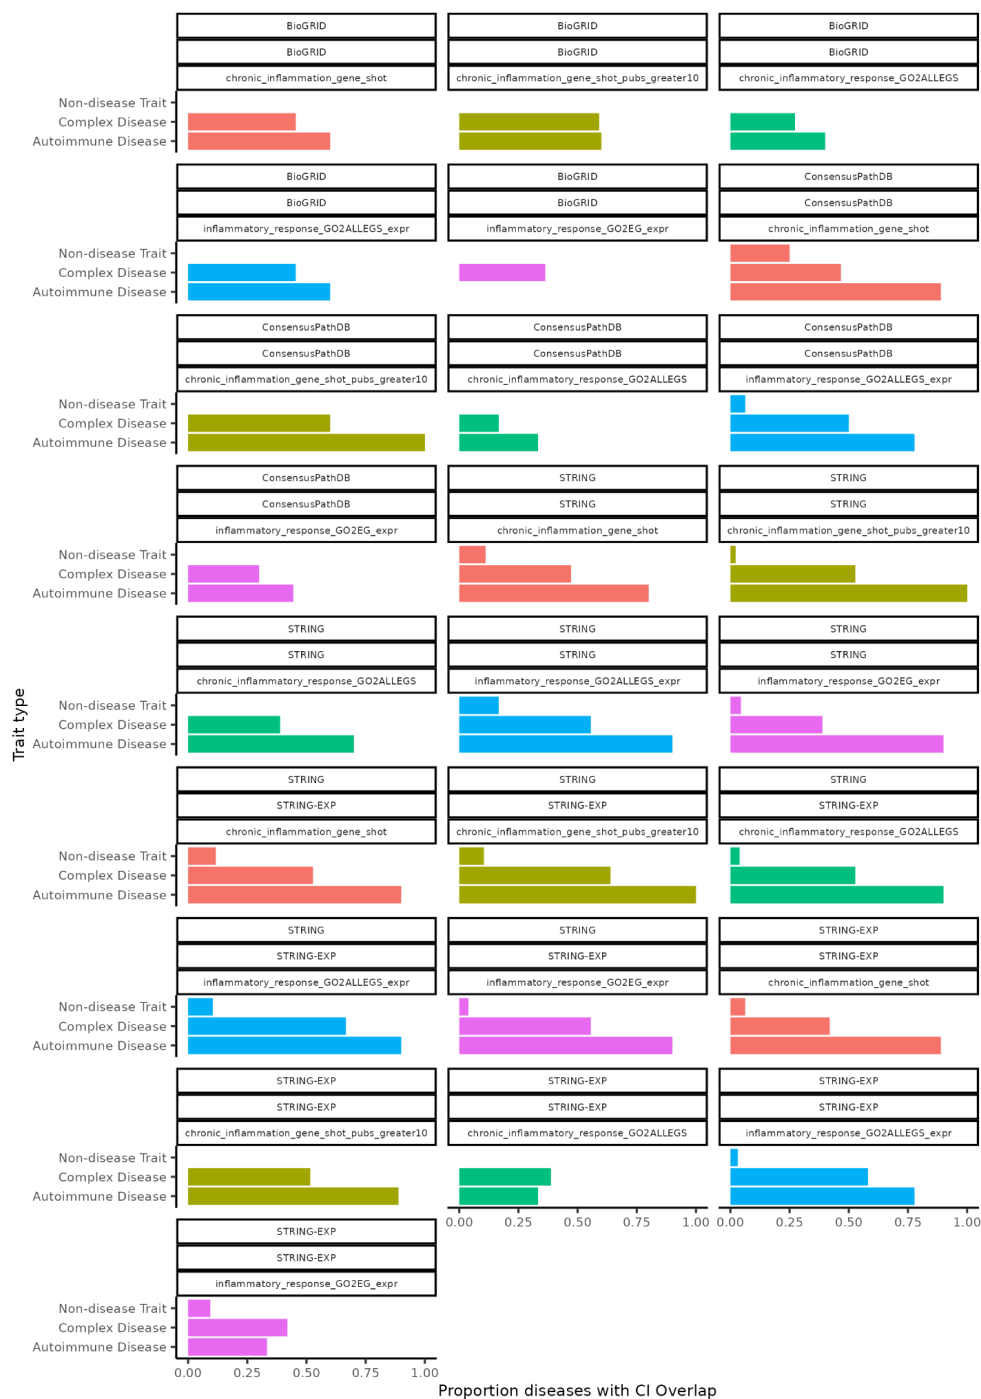 BioGRID
BioGRID
chronic_inflammation_gene_shot
BioGRID
BioGRID
chronic_inflammation_gene_shot_pubs_greater10
BioGRID
BioGRID
chronic_inflammatory_response_GO2ALLEGS
Non-disease Trait
Complex Disease
Autoimmune Disease
BioGRID
BioGRID
inflammatory_response_GO2ALLEGS_expr
BioGRID
BioGRID
inflammatory_response_GO2EG_expr
ConsensusPathDB
ConsensusPathDB
chronic_inflammation_gene_shot
Non-disease Trait
Complex Disease
Autoimmune Disease
ConsensusPathDB
ConsensusPathDB
chronic_inflammation_gene_shot_pubs_greater10
ConsensusPathDB
ConsensusPathDB
chronic_inflammatory_response_GO2ALLEGS
ConsensusPathDB
ConsensusPathDB
inflammatory_response_GO2ALLEGS_expr
Non-disease Trait
Complex Disease
Autoimmune Disease
ConsensusPathDB
ConsensusPathDB
inflammatory_response_GO2EG_expr
STRING
STRING
chronic_inflammation_gene_shot
STRING
STRING
chronic_inflammation_gene_shot_pubs_greater10
Non-disease Trait
Complex Disease
Autoimmune Disease
STRING
STRING
chronic_inflammatory_response_GO2ALLEGS
STRING
STRING
inflammatory_response_GO2ALLEGS_expr
STRING
STRING
inflammatory_response_GO2EG_expr
Non-disease Trait
Complex Disease
Autoimmune Disease
Trait type
STRING
STRING-EXP
chronic_inflammation_gene_shot
STRING
STRING-EXP
chronic_inflammation_gene_shot_pubs_greater10
STRING
STRING-EXP
chronic_inflammatory_response_GO2ALLEGS
Non-disease Trait
Complex Disease
Autoimmune Disease
STRING
STRING-EXP
inflammatory_response_GO2ALLEGS_expr
STRING
STRING-EXP
inflammatory_response_GO2EG_expr
STRING-EXP
STRING-EXP
chronic_inflammation_gene_shot
Non-disease Trait
Complex Disease
Autoimmune Disease
STRING-EXP
STRING-EXP
chronic_inflammation_gene_shot_pubs_greater10
STRING-EXP
STRING-EXP
chronic_inflammatory_response_GO2ALLEGS
STRING-EXP
STRING-EXP
inflammatory_response_GO2ALLEGS_expr
Non-disease Trait
Complex Disease
Autoimmune Disease
0.00 0.25 0.50 0.75 1.00
0.00 0.25 0.50 0.75 1.00
STRING-EXP
STRING-EXP
inflammatory_response_GO2EG_expr
Non-disease Trait
Complex Disease
Autoimmune Disease
0.00 0.25 0.50 0.75 1.00
Proportion diseases with CI Overlap